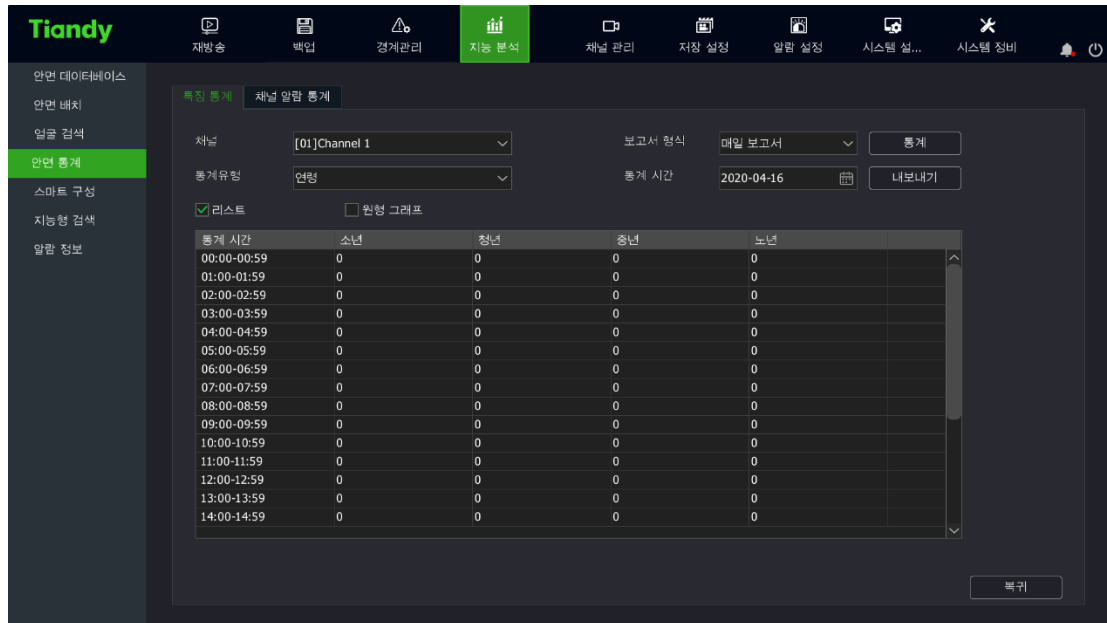 Tiandy
재방송 백업 경계관리 지능 분석 채널 관리 저장 설정 알람 설정 시스템 설... 시스템 정비
안면 데이터베이스
안면 배치
얼굴 검색
안면 통계
스마트 구성
지능형 검색
알람 정보
특징 통계 채널 알람 통계
채널 [01]Channel 1 보고서 형식 매일 보고서 통계
통계유형 연령 통계 시간 2020-04-16 내보내기
리스트 원형 그래프
통계 시간 소년 청년 중년 노년
00:00-00:59 0 0 0 0
01:00-01:59 0 0 0 0
02:00-02:59 0 0 0 0
03:00-03:59 0 0 0 0
04:00-04:59 0 0 0 0
05:00-05:59 0 0 0 0
06:00-06:59 0 0 0 0
07:00-07:59 0 0 0 0
08:00-08:59 0 0 0 0
09:00-09:59 0 0 0 0
10:00-10:59 0 0 0 0
11:00-11:59 0 0 0 0
12:00-12:59 0 0 0 0
13:00-13:59 0 0 0 0
14:00-14:59 0 0 0 0
복귀